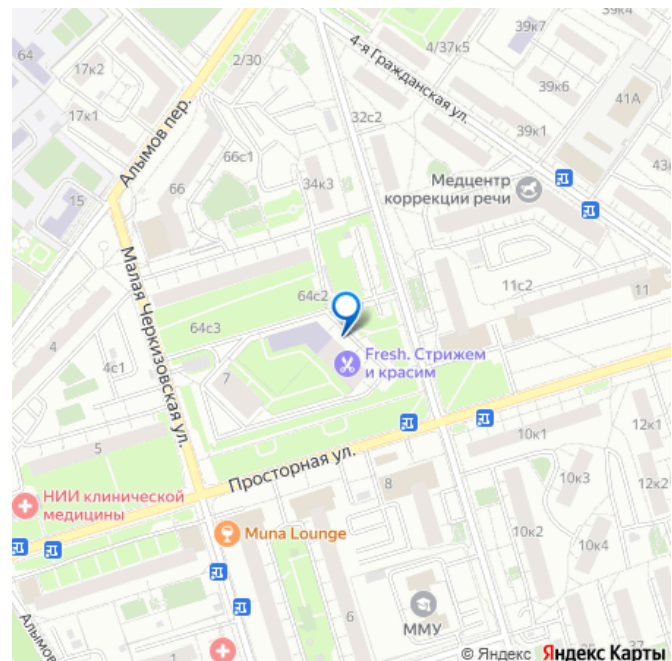 64
17к2
17к1
2/30
Алымов пер.
66с1
66
15
34к3
32с2
4-я Гражданская ул.
4/37к5
39к7
39к4
39к6
41А
39к1
Медцентр
коррекции речи
11с2
11
Малая Черкизовская ул.
64с2
64с3
4
4с1
7
Fresh. Стрижем
и красим
5
Просторная ул.
НИИ клинической
медицины
Muna Lounge
8
6
10к1
10к3
10к2
10к4
12к1
12к2
ММУ
37
1
© Яндекс Яндекс Карты